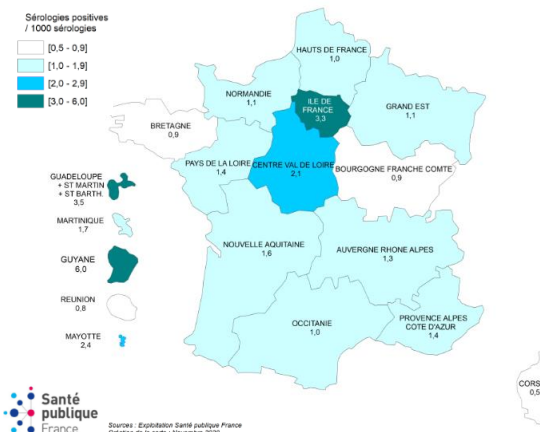 Sérologies positives
/ 1000 sérologies
[0,5 - 0,9]
[1,0 - 1,9]
[2,0 - 2,9]
[3,0 - 6,0]
HAUTS DE FRANCE
1,0
NORMANDIE
1,1
ILE DE
FRANCE
3,3
GRAND EST
1,1
BRETAGNE
0,9
PAYS DE LA LOIRE
1,4
CENTRE VAL DE LOIRE
2,1
BOURGOGNE FRANCHE COMTE
0,9
GUADELOUPE
+ ST MARTIN
+ ST BARTH.
3,5
MARTINIQUE
1,7
GUYANE
6,0
REUNION
0,8
MAYOTTE
2,4
NOUVELLE AQUITAINE
1,6
AUVERGNE RHONE ALPES
1,3
OCCITANIE
1,0
PROVENCE ALPES
COTE D'AZUR
1,4
CORS
0,5
Santé
publique
France
Sources : Exploitation Santé publique France